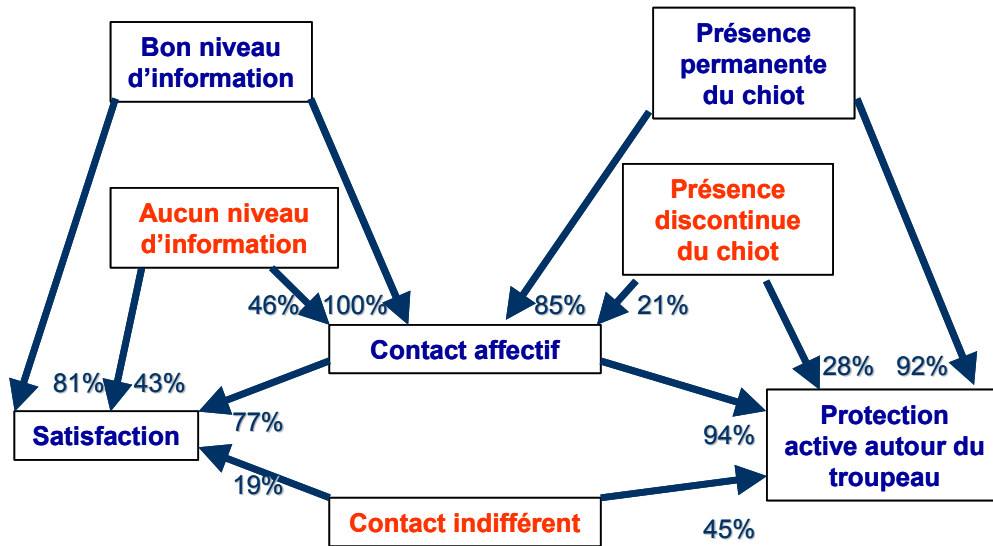 Bon niveau
d’information
Présence
permanente
du chiot
Aucun niveau
d’information
Présence
discontinue
du chiot
46%
100%
85%
21%
Contact affectif
81%
43%
28%
92%
Satisfaction
77%
94%
Protection
active autour du
troupeau
19%
Contact indifférent
45%